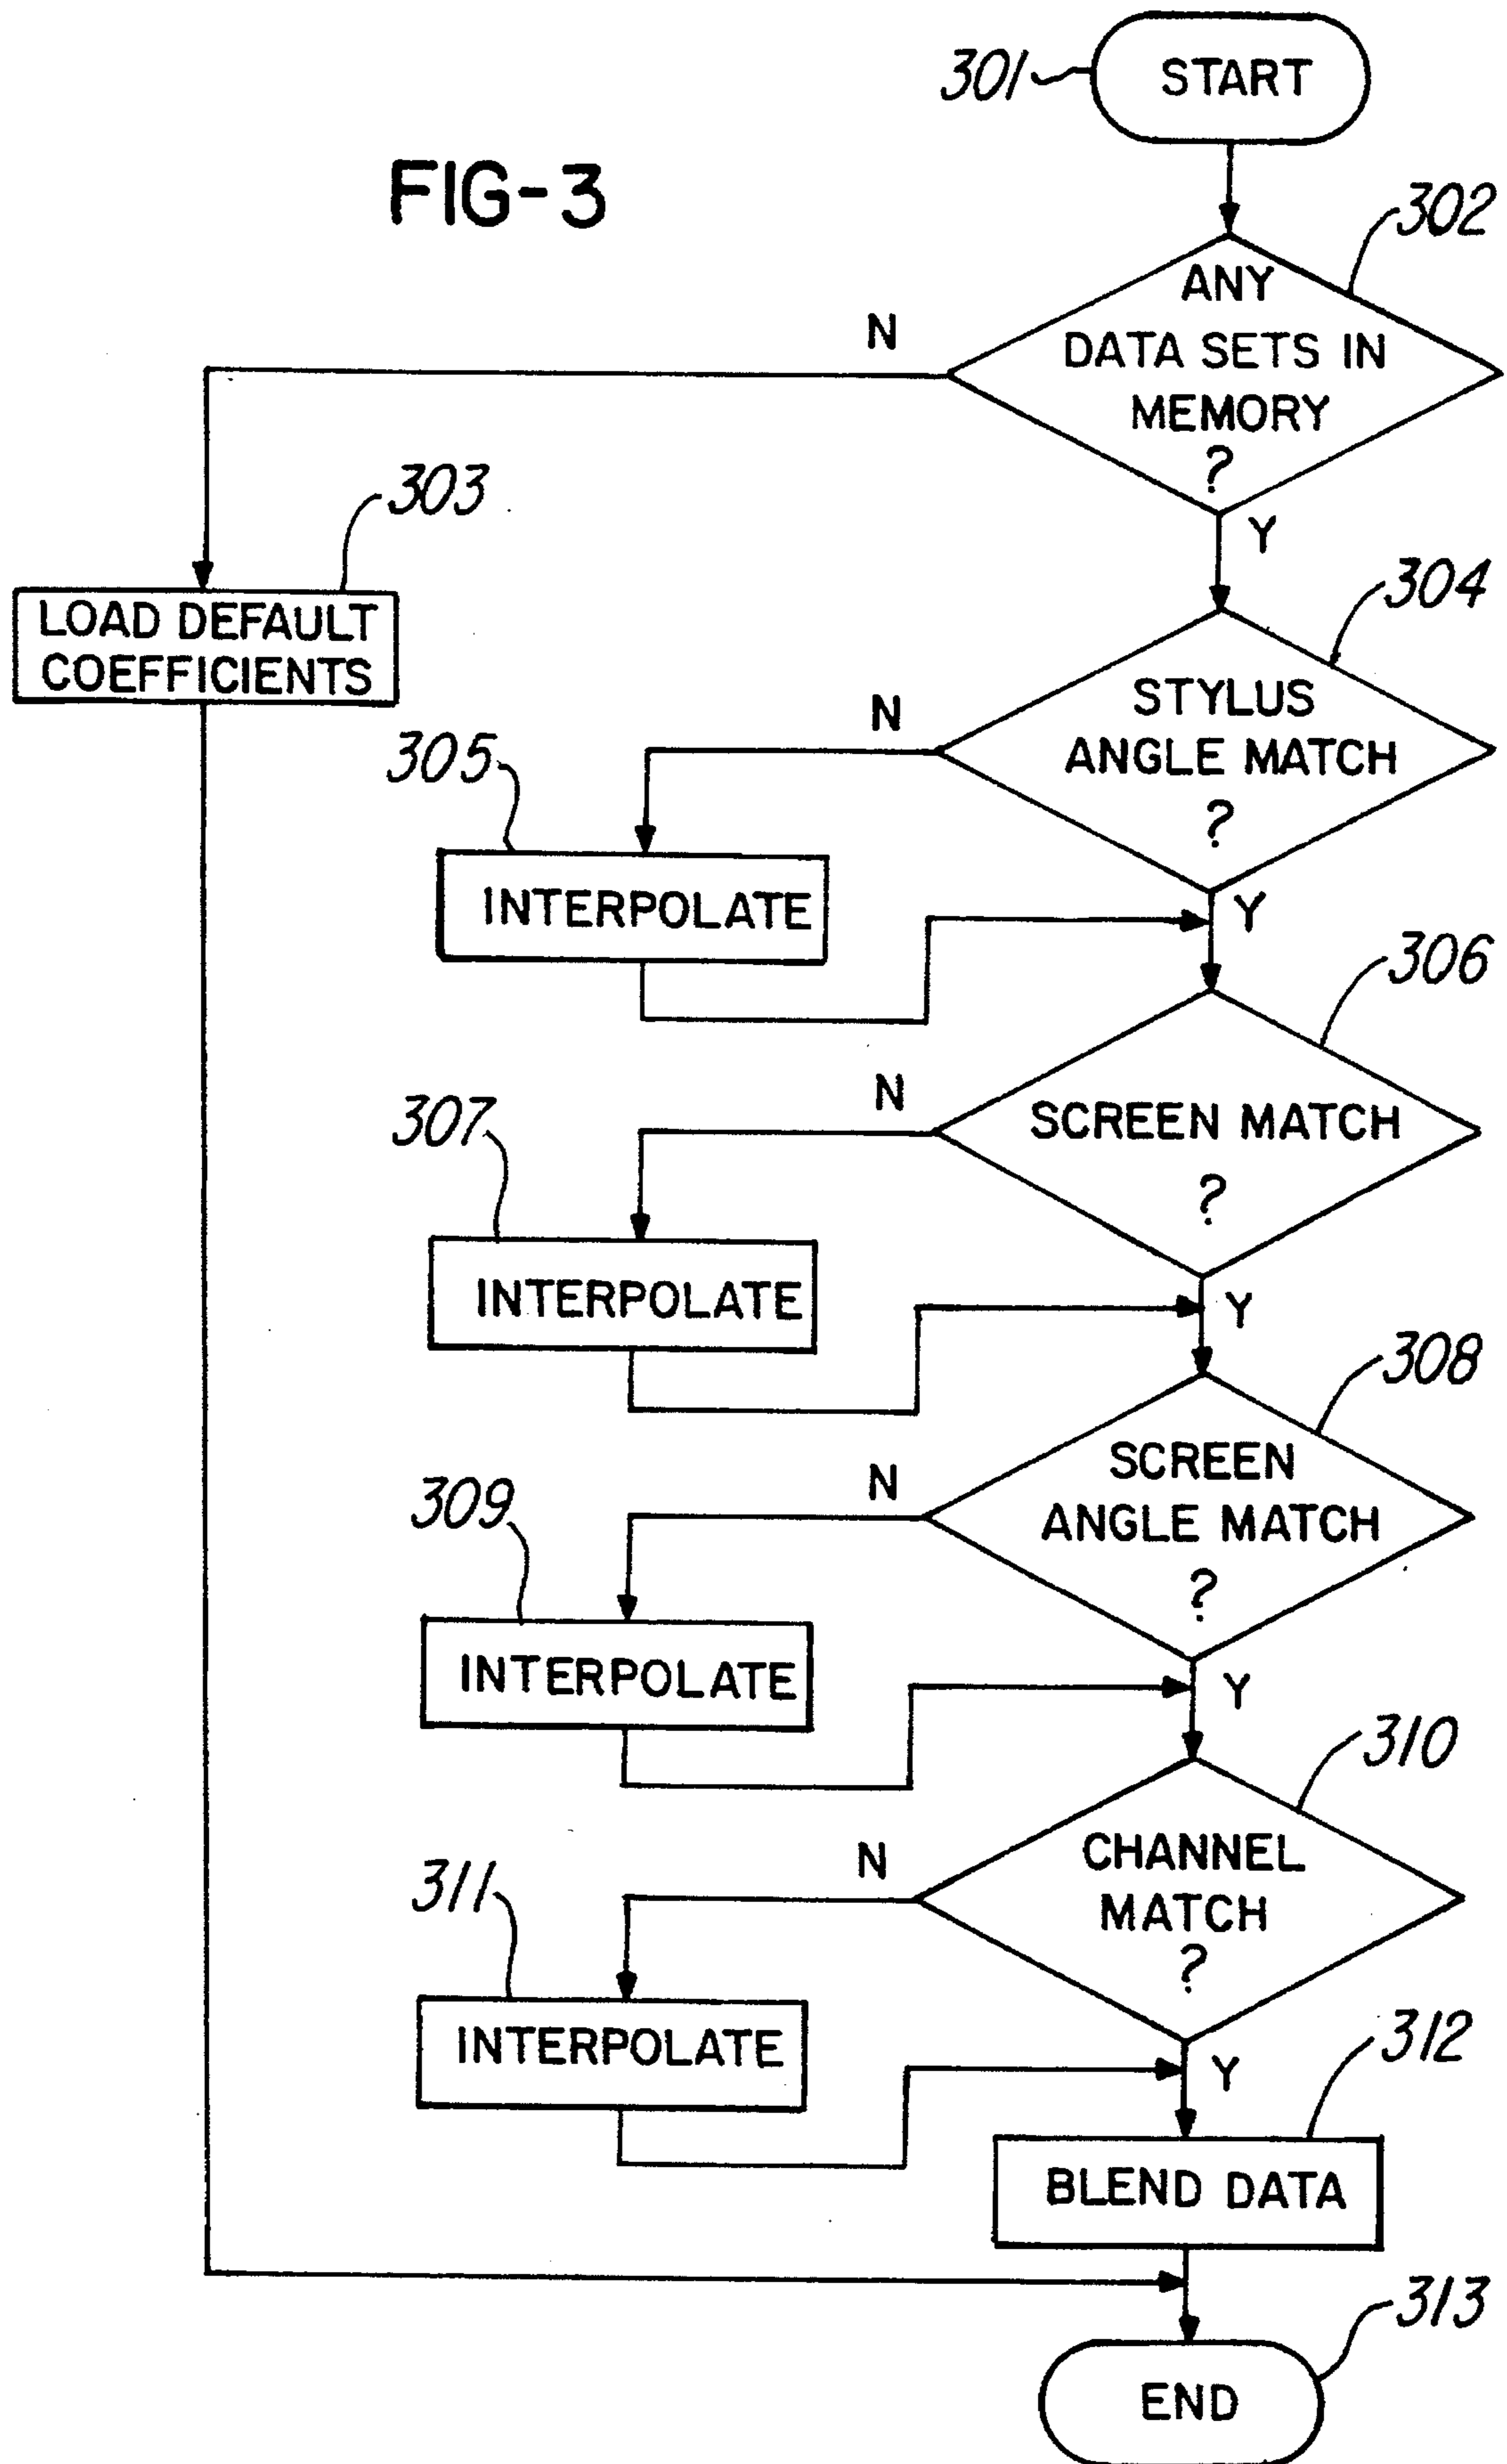 301
START
FIG-3
302
ANY
DATA SETS IN
MEMORY
?
N
Y
303
LOAD DEFAULT
COEFFICIENTS
304
STYLUS
ANGLE MATCH
?
N
Y
305
INTERPOLATE
306
SCREEN MATCH
?
N
Y
307
INTERPOLATE
308
SCREEN
ANGLE MATCH
?
N
Y
309
INTERPOLATE
310
CHANNEL
MATCH
?
N
Y
311
INTERPOLATE
312
BLEND DATA
313
END